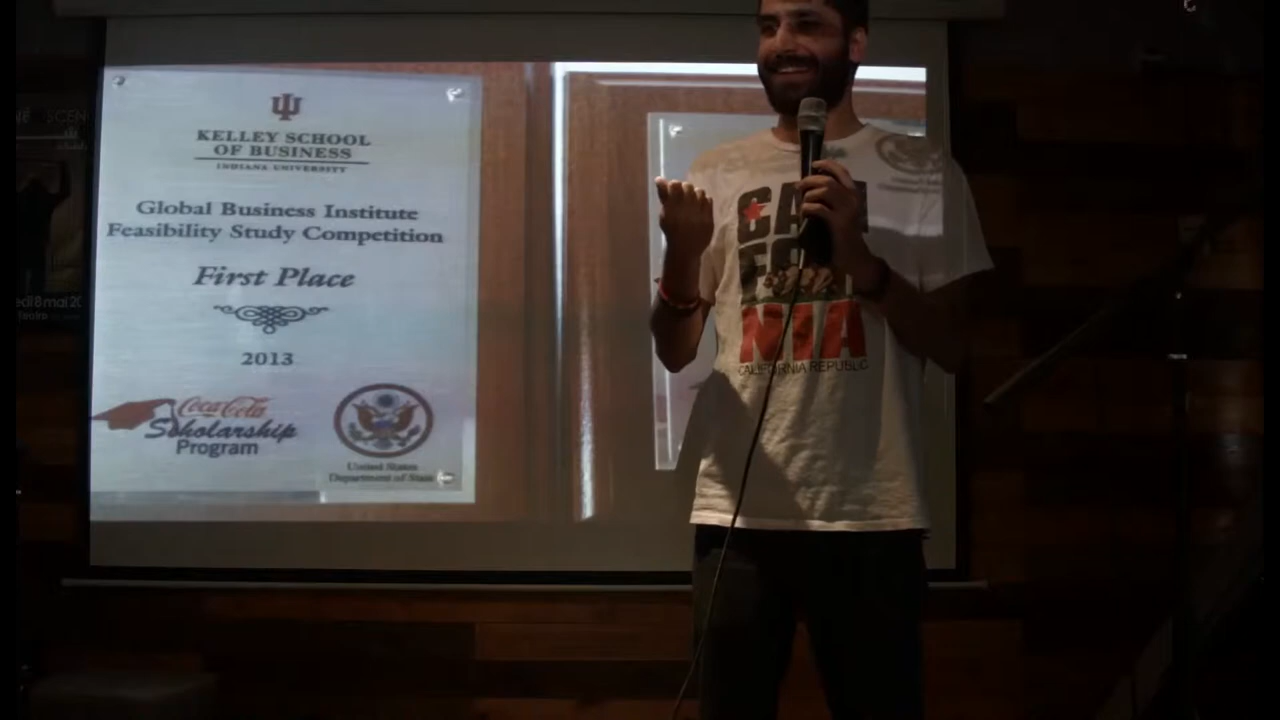 KELLEY SCHOOL
OF BUSINESS
INDIANA UNIVERSITY
Global Business Institute
Feasibility Study Competition
First Place
2013
Coca-Cola
Scholarship
Program
United States
Department of State
NIA
CALIFORNIA REPUBLIC